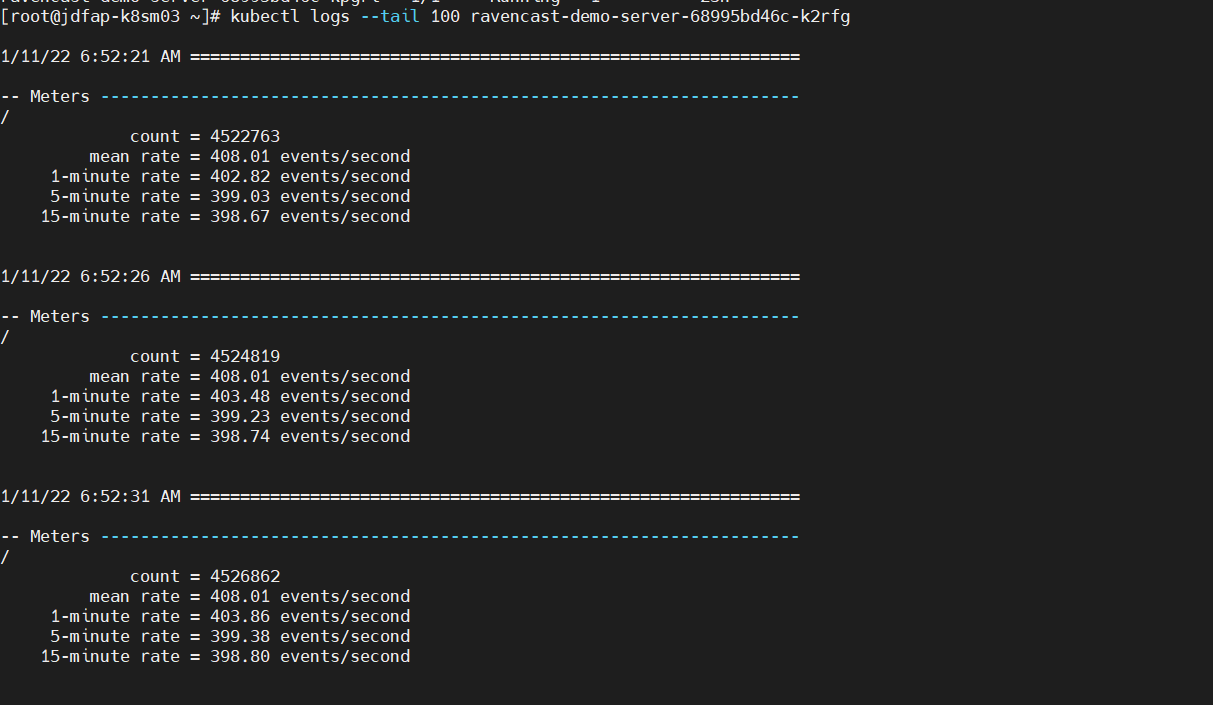 [root@jdfap-k8sm03 ~]# kubectl logs --tail 100 ravencast-demo-server-68995bd46c-k2rfg
1/11/22 6:52:21 AM =============================================================
-- Meters ----------------------------------------------------------------------
/
count = 4522763
mean rate = 408.01 events/second
1-minute rate = 402.82 events/second
5-minute rate = 399.03 events/second
15-minute rate = 398.67 events/second
1/11/22 6:52:26 AM =============================================================
-- Meters ----------------------------------------------------------------------
/
count = 4524819
mean rate = 408.01 events/second
1-minute rate = 403.48 events/second
5-minute rate = 399.23 events/second
15-minute rate = 398.74 events/second
1/11/22 6:52:31 AM =============================================================
-- Meters ----------------------------------------------------------------------
/
count = 4526862
mean rate = 408.01 events/second
1-minute rate = 403.86 events/second
5-minute rate = 399.38 events/second
15-minute rate = 398.80 events/second